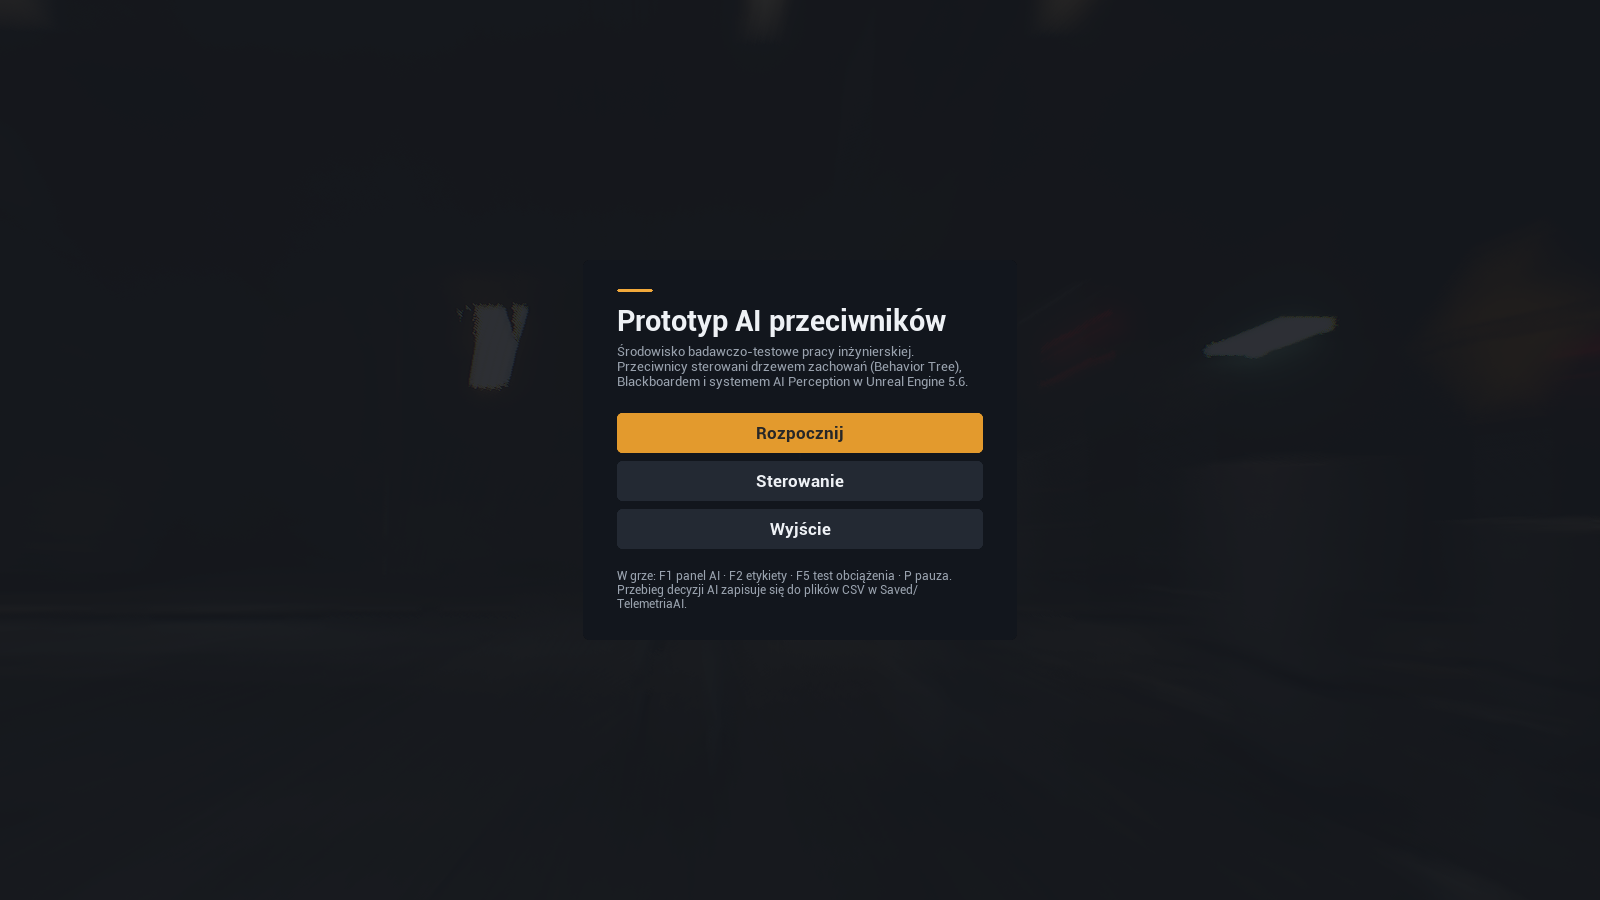 Prototyp AI przeciwników
Środowisko badawczo-testowe pracy inżynierskiej.
Przeciwnicy sterowani drzewem zachowań (Behavior Tree),
Blackboardem i systemem AI Perception w Unreal Engine 5.6.
Rozpocznij
Sterowanie
Wyjście
W grze: F1 panel AI · F2 etykiety · F5 test obciążenia · P pauza.
Przebieg decyzji AI zapisuje się do plików CSV w Saved/
TelemetriaAI.